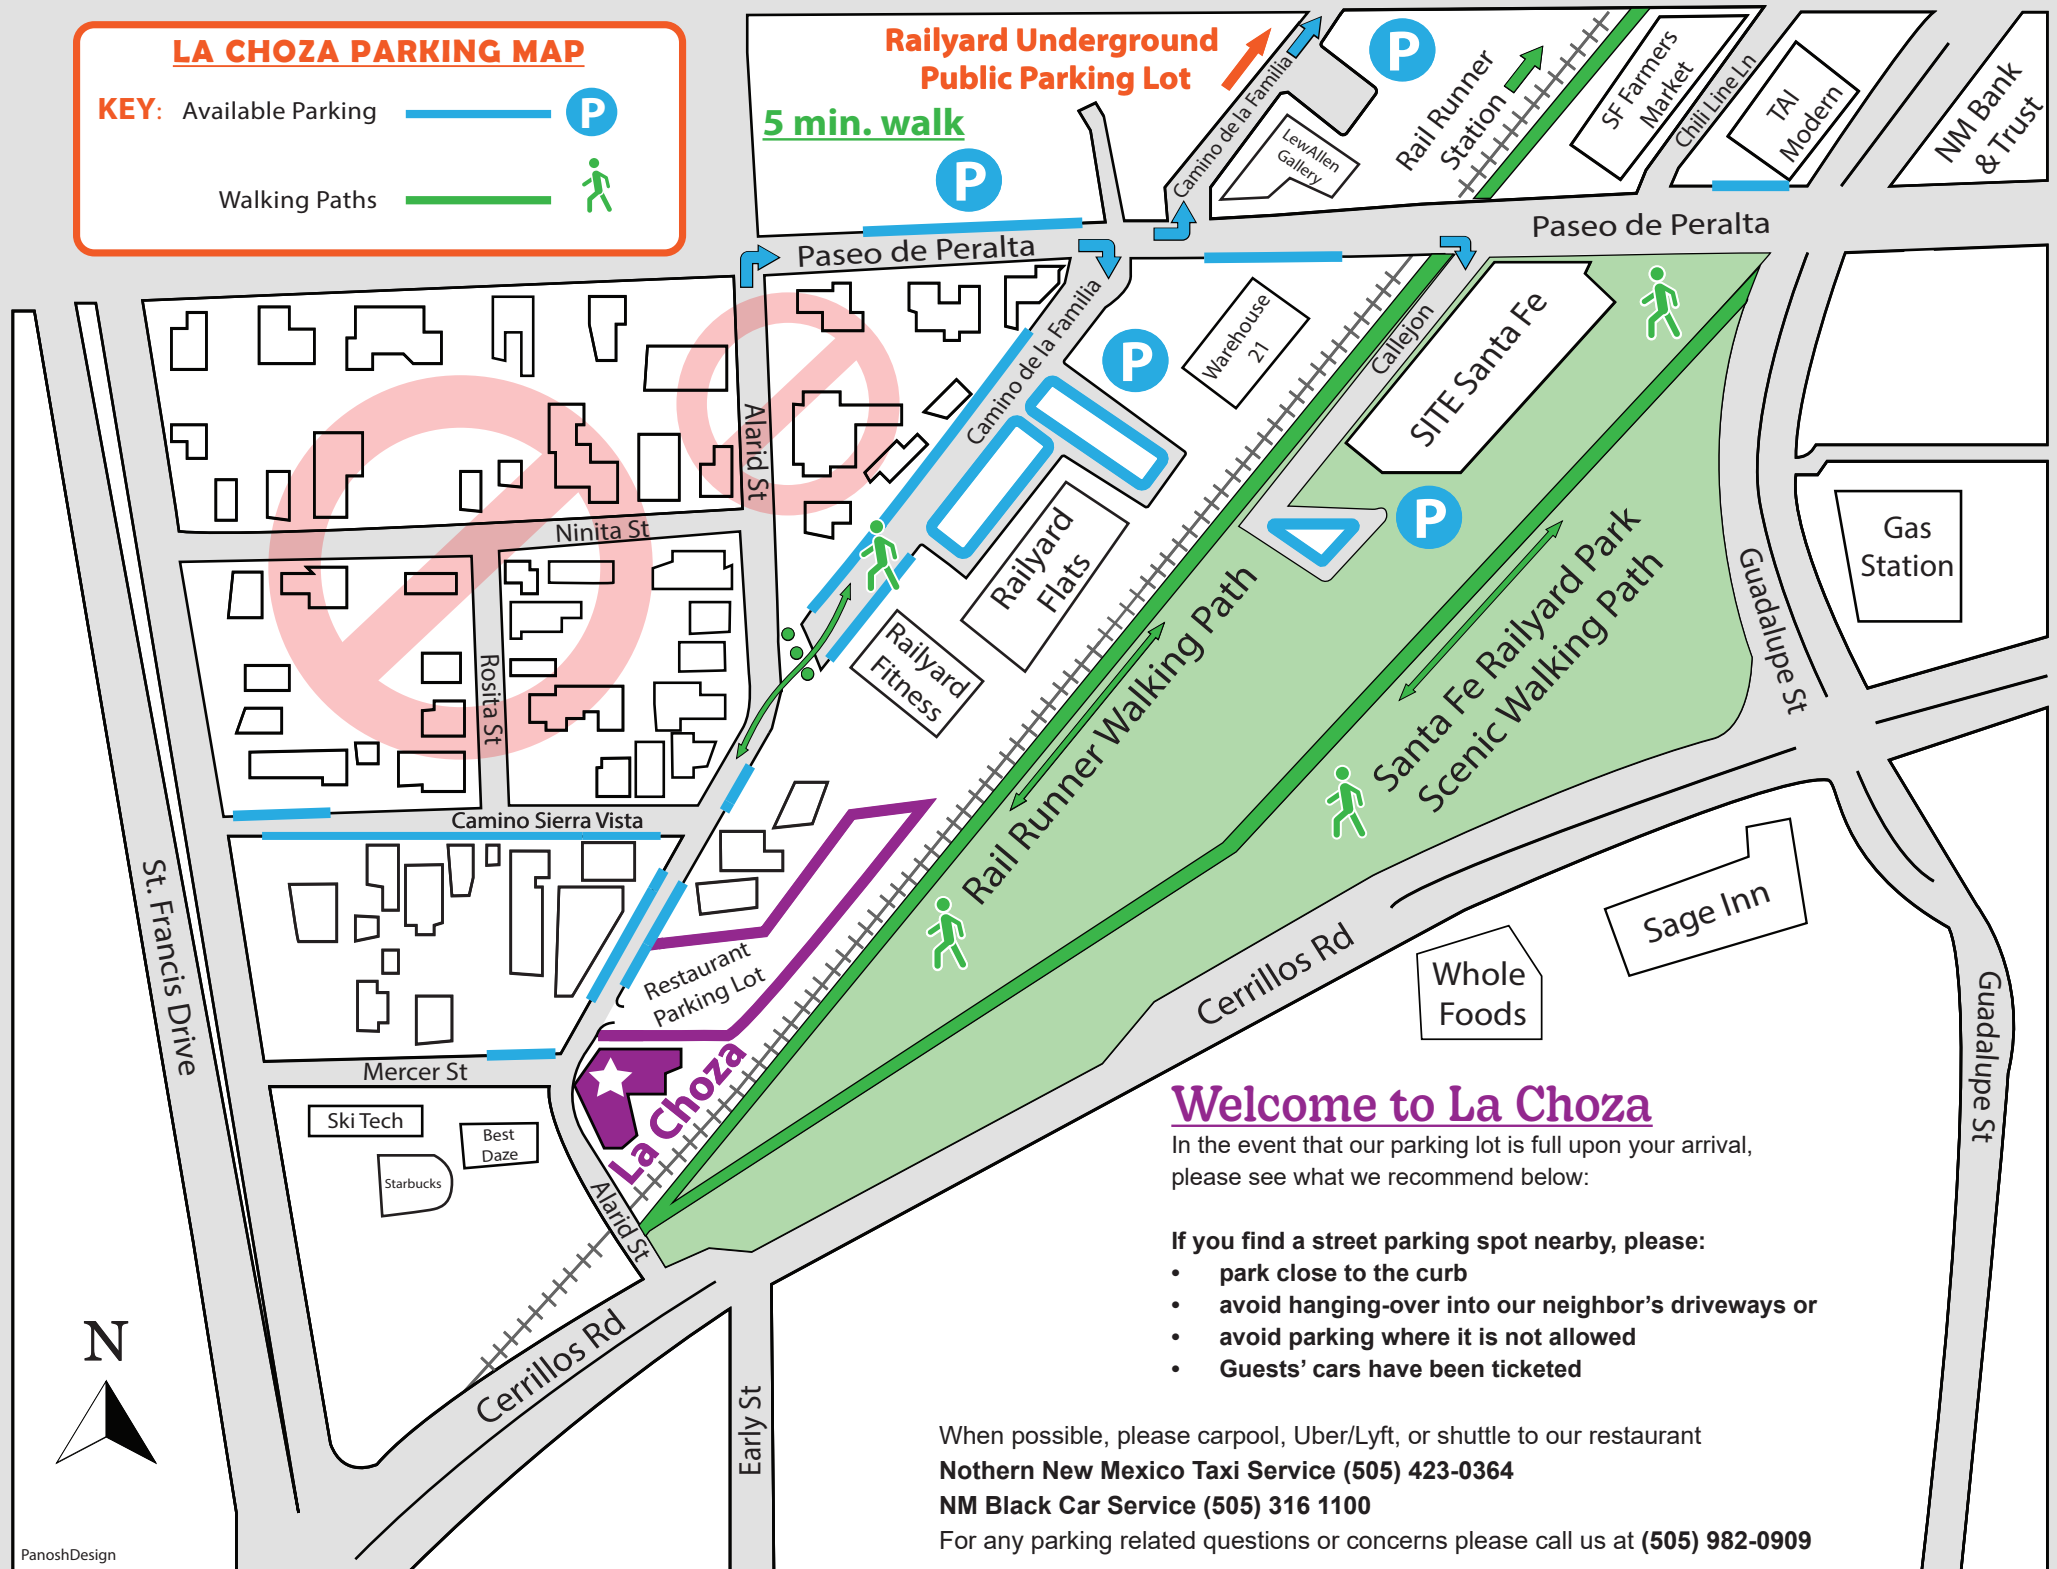 LA CHOZA PARKING MAP
KEY: Available Parking
P
Walking Paths
Railyard Underground
Public Parking Lot
5 min. walk
P
Camino de la Familia
P
LewAllen
Gallery
Rail Runner
Station
SF Farmers
Market
Chili Line Ln
TAI
Modern
NM Bank
& Trust
Paseo de Peralta
Paseo de Peralta
Camino de la Familia
P
Warehouse
21
Callejon
SITE Santa Fe
P
Alarid St
Ninita St
Rosita St
Railyard
Flats
Railyard
Fitness
Rail Runner Walking Path
Santa Fe Railyard Park
Scenic Walking Path
Guadalupe St
Gas
Station
Camino Sierra Vista
St. Francis Drive
Restaurant
Parking Lot
La Choza
Mercer St
Ski Tech
Best
Daze
Starbucks
Alarid St
Cerrillos Rd
Whole
Foods
Sage Inn
Guadalupe St
Cerrillos Rd
Early St
N
Welcome to La Choza
In the event that our parking lot is full upon your arrival,
please see what we recommend below:
If you find a street parking spot nearby, please:
• park close to the curb
• avoid hanging-over into our neighbor’s driveways or
• avoid parking where it is not allowed
• Guests’ cars have been ticketed
When possible, please carpool, Uber/Lyft, or shuttle to our restaurant
Nothern New Mexico Taxi Service (505) 423-0364
NM Black Car Service (505) 316 1100
For any parking related questions or concerns please call us at (505) 982-0909
PanoshDesign